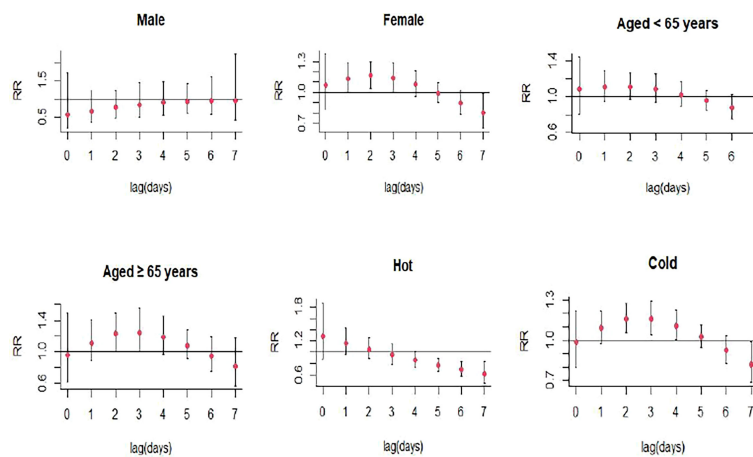 Male
RR
1.5
0.5
0 1 2 3 4 5 6 7
lag(days)
Female
RR
1.3
1.0
0.7
0 1 2 3 4 5 6 7
lag(days)
Aged < 65 years
RR
1.4
1.0
0.6
0 1 2 3 4 5 6
lag(days)
Aged ≥ 65 years
RR
1.4
1.0
0.6
0 1 2 3 4 5 6 7
lag(days)
Hot
RR
1.8
1.2
0.6
0 1 2 3 4 5 6 7
lag(days)
Cold
RR
1.3
1.0
0.7
0 1 2 3 4 5 6 7
lag(days)